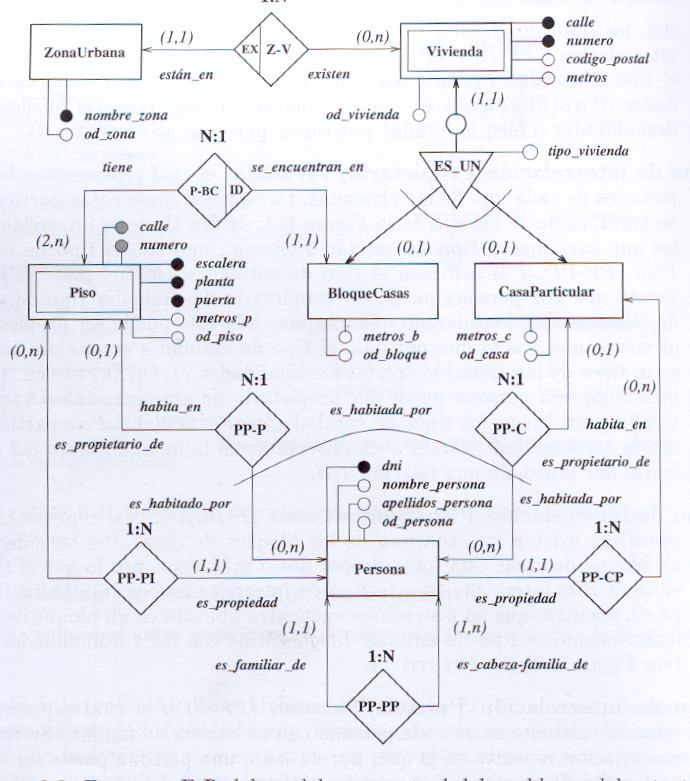 ZonaUrbana
(1,1)
EX
Z-V
(0,n)
Vivienda
calle
numero
codigo_postal
metros
están_en
existen
nombre_zona
od_zona
od_vivienda
(1,1)
N:1
ES_UN
tipo_vivienda
tiene
P-BC
ID
se_encuentran_en
(2,n)
calle
numero
(1,1)
(0,1)
(0,1)
Piso
escalera
planta
puerta
metros_p
od_piso
BloqueCasas
CasaParticular
metros_b
od_bloque
metros_c
od_casa
(0,n)
(0,1)
(0,1)
(0,n)
N:1
N:1
habita_en
PP-P
es_habitada_por
PP-C
habita_en
es_propietario_de
es_propietario_de
dni
nombre_persona
apellidos_persona
od_persona
es_habitado_por
es_habitada_por
1:N
1:N
(0,n)
(0,n)
PP-PI
(1,1)
Persona
(1,1)
PP-CP
es_propiedad
es_propiedad
(1,1)
(1,n)
1:N
es_familiar_de
es_cabeza-familia_de
PP-PP